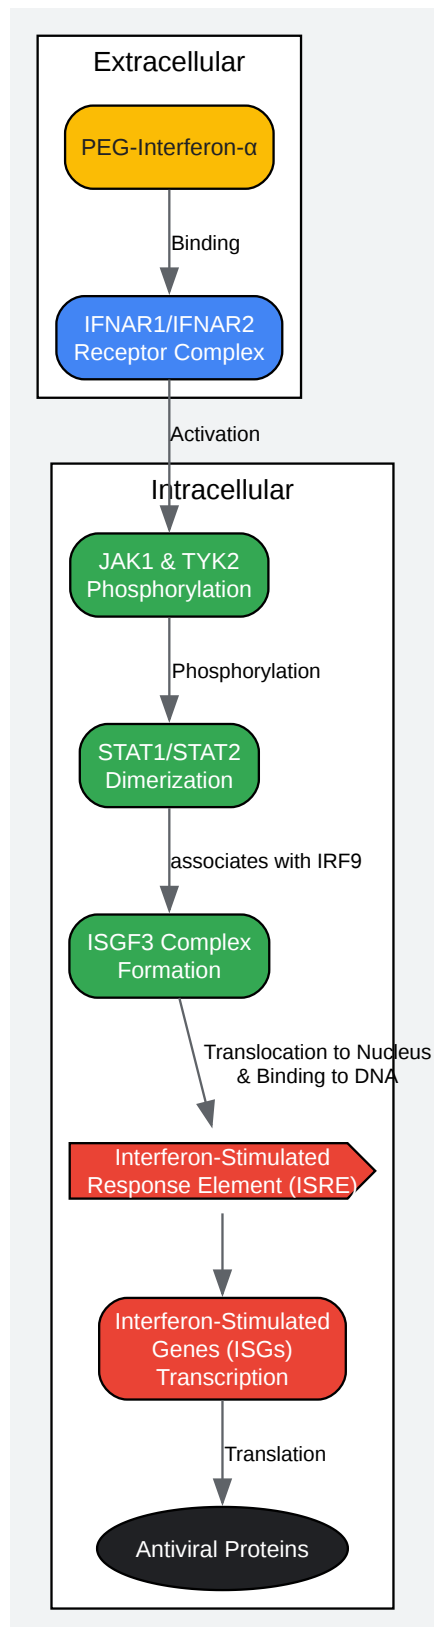 Extracellular
PEG-Interferon-α
Binding
IFNAR1/IFNAR2
Receptor Complex
Activation
Intracellular
JAK1 & TYK2
Phosphorylation
Phosphorylation
STAT1/STAT2
Dimerization
associates with IRF9
ISGF3 Complex
Formation
Translocation to Nucleus
& Binding to DNA
Interferon-Stimulated
Response Element (ISRE)
Interferon-Stimulated
Genes (ISGs)
Transcription
Translation
Antiviral Proteins